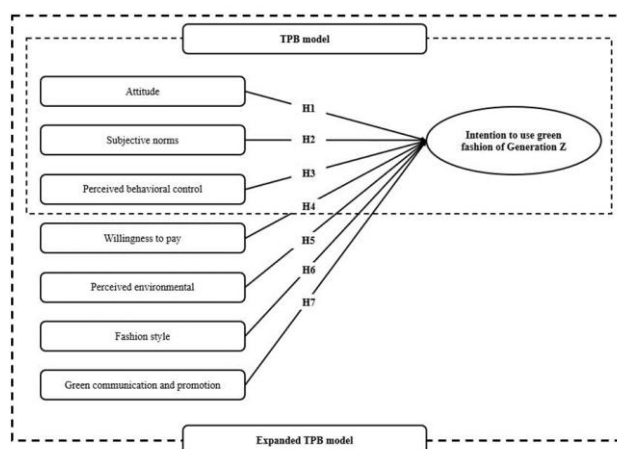 TPB model
Attitude
H1
Subjective norms
H2
Intention to use green
fashion of Generation Z
H3
Perceived behavioral control
H4
Willingness to pay
H5
Perceived environmental
H6
H7
Fashion style
Green communication and promotion
Expanded TPB model